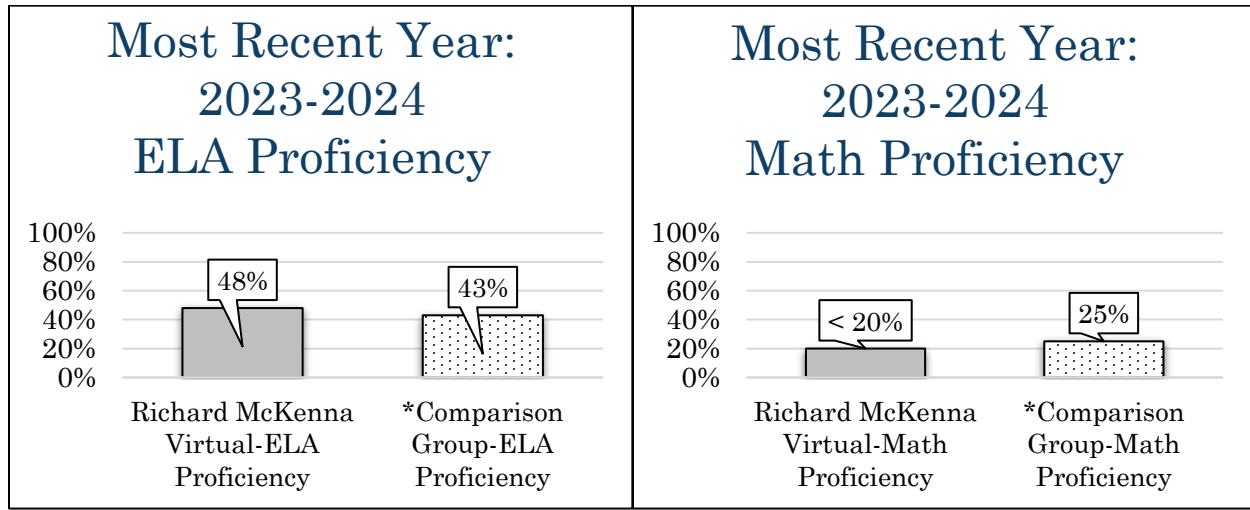 Most Recent Year:
2023-2024
ELA Proficiency
100%
80%
60%
40%
20%
0%
48%
43%
Richard McKenna
Virtual-ELA
Proficiency
*Comparison
Group-ELA
Proficiency
Most Recent Year:
2023-2024
Math Proficiency
100%
80%
60%
40%
20%
0%
< 20%
25%
Richard McKenna
Virtual-Math
Proficiency
*Comparison
Group-Math
Proficiency